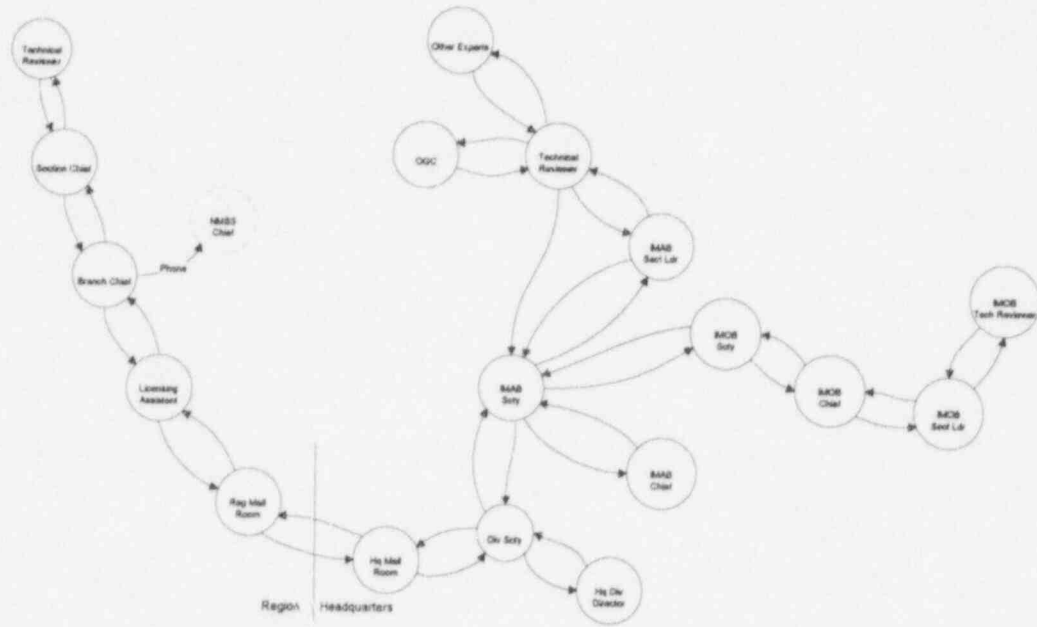 Technical
Reviewer
Section Chief
Branch Chief
Phone
NMSS
Chief
Licensing
Assistant
Reg Mail
Room
Region
Headquarters
Hq Mail
Room
Div Scty
Hq Div
Director
Other Experts
OGC
Technical
Reviewer
IMAB
Sect Ldr
IMAB
Scty
IMAB
Chief
IMOB
Scty
IMOB
Chief
IMOB
Sect Ldr
IMOB
Tech Reviewer